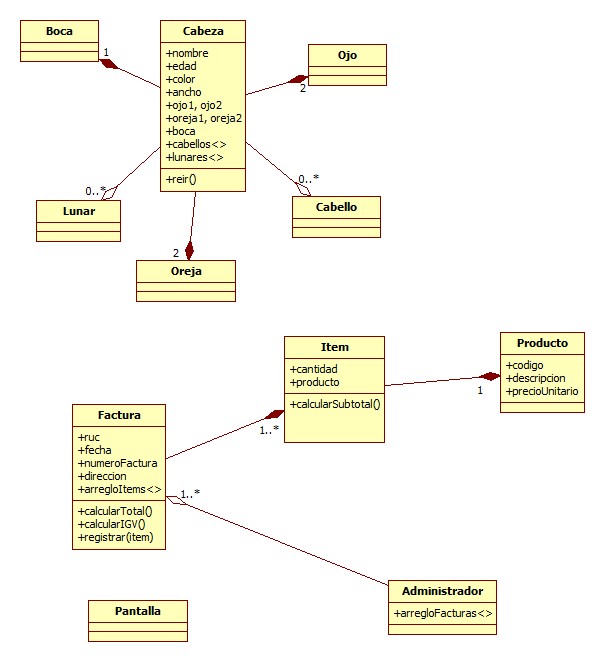 Boca
1
Cabeza
+nombre
+edad
+color
+ancho
+ojo1, ojo2
+oreja1, oreja2
+boca
+cabellos<>
+lunares<>
+reir()
Ojo
2
0..*
Lunar
0..*
Cabello
2
Oreja
Item
+cantidad
+producto
+calcularSubtotal()
Producto
+codigo
+descripcion
+precioUnitario
1
Factura
+ruc
+fecha
+numeroFactura
+direccion
+arregloItems<>
+calcularTotal()
+calcularIGV()
+registrar(item)
1..*
1..*
Administrador
+arregloFacturas<>
Pantalla